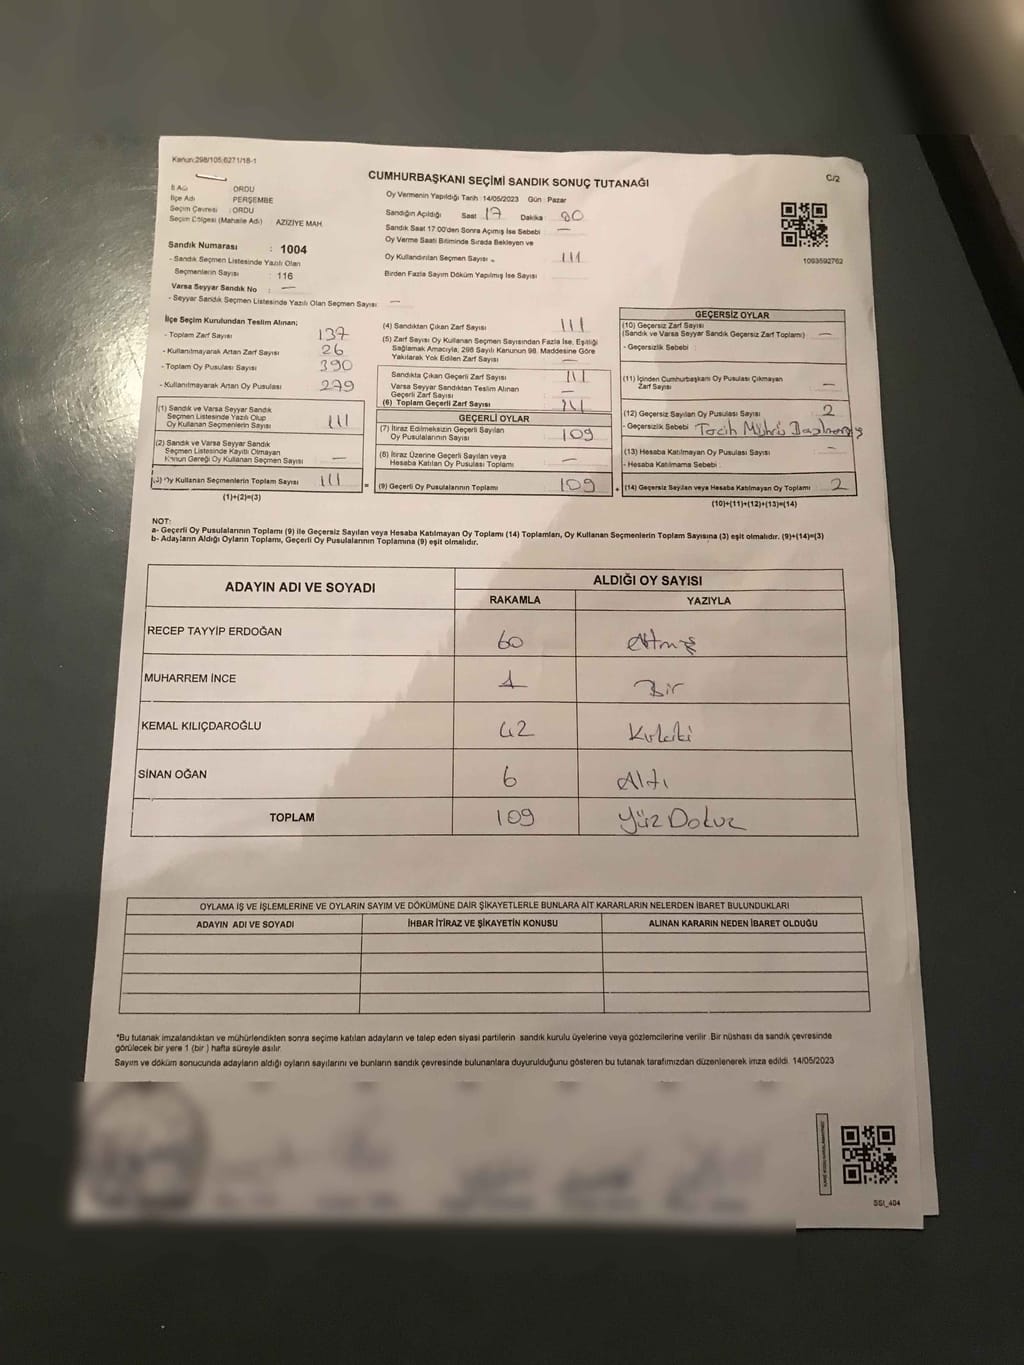 Kanun:298/105;6271/18-1
C/2
CUMHURBAŞKANI SEÇİMİ SANDIK SONUÇ TUTANAĞI
İl Adı : ORDU
İlçe Adı : PERŞEMBE
Seçim Çevresi : ORDU
Seçim Bölgesi (Mahalle Adı) : AZİZİYE MAH.
Oy Vermenin Yapıldığı Tarih :14/05/2023 Gün : Pazar
Sandığın Açıldığı Saat 17 Dakika : 00
Sandık Saat 17:00'den Sonra Açılmış İse Sebebi : —
Oy Verme Saati Bitiminde Sırada Bekleyen ve
Oy Kullandırılan Seçmen Sayısı 111
Birden Fazla Sayım Döküm Yapılmış İse Sayısı
1093592762
Sandık Numarası : 1004
- Sandık Seçmen Listesinde Yazılı Olan
Seçmenlerin Sayısı : 116
Varsa Seyyar Sandık No : —
- Seyyar Sandık Seçmen Listesinde Yazılı Olan Seçmen Sayısı: —
İlçe Seçim Kurulundan Teslim Alınan;
- Toplam Zarf Sayısı 137
- Kullanılmayarak Artan Zarf Sayısı 26
- Toplam Oy Pusulası Sayısı 390
- Kullanılmayarak Artan Oy Pusulası 279
(1) Sandık ve Varsa Seyyar Sandık
Seçmen Listesinde Yazılı Olup
Oy Kullanan Seçmenlerin Sayısı 111
(2) Sandık ve Varsa Seyyar Sandık
Seçmen Listesinde Kayıtlı Olmayan
Kanun Gereği Oy Kullanan Seçmen Sayısı —
(3) Oy Kullanan Seçmenlerin Toplam Sayısı 111
(1)+(2)=(3)
=
(4) Sandıktan Çıkan Zarf Sayısı 111
(5) Zarf Sayısı Oy Kullanan Seçmen Sayısından Fazla İse, Eşitliği
Sağlamak Amacıyla, 298 Sayılı Kanunun 98. Maddesine Göre
Yakılarak Yok Edilen Zarf Sayısı —
Sandıkta Çıkan Geçerli Zarf Sayısı 111
Varsa Seyyar Sandıktan Teslim Alınan
Geçerli Zarf Sayısı —
(6) Toplam Geçerli Zarf Sayısı 111
GEÇERLİ OYLAR
(7) İtiraz Edilmeksizin Geçerli Sayılan
Oy Pusulalarının Sayısı 109
(8) İtiraz Üzerine Geçerli Sayılan veya
Hesaba Katılan Oy Pusulası Toplamı —
(9) Geçerli Oy Pusulalarının Toplamı 109
+
GEÇERSİZ OYLAR
(10) Geçersiz Zarf Sayısı
(Sandık ve Varsa Seyyar Sandık Geçersiz Zarf Toplamı) —
- Geçersizlik Sebebi :
(11) İçinden Cumhurbaşkanı Oy Pusulası Çıkmayan
Zarf Sayısı —
(12) Geçersiz Sayılan Oy Pusulası Sayısı 2
- Geçersizlik Sebebi : Tecih Mührü Basılmamış
(13) Hesaba Katılmayan Oy Pusulası Sayısı —
- Hesaba Katılmama Sebebi :
(14) Geçersiz Sayılan veya Hesaba Katılmayan Oy Toplamı 2
(10)+(11)+(12)+(13)=(14)
NOT:
a- Geçerli Oy Pusulalarının Toplamı (9) ile Geçersiz Sayılan veya Hesaba Katılmayan Oy Toplamı (14) Toplamları, Oy Kullanan Seçmenlerin Toplam Sayısına (3) eşit olmalıdır. (9)+(14)=(3)
b- Adayların Aldığı Oyların Toplamı, Geçerli Oy Pusulalarının Toplamına (9) eşit olmalıdır.
ADAYIN ADI VE SOYADI
ALDIĞI OY SAYISI
RAKAMLA YAZIYLA
RECEP TAYYİP ERDOĞAN 60 Altmış
MUHARREM İNCE 1 Bir
KEMAL KILIÇDAROĞLU 42 Kırkiki
SİNAN OĞAN 6 Altı
TOPLAM 109 Yüz Dokuz
OYLAMA İŞ VE İŞLEMLERİNE VE OYLARIN SAYIM VE DÖKÜMÜNE DAİR ŞİKAYETLERLE BUNLARA AİT KARARLARIN NELERDEN İBARET BULUNDUKLARI
ADAYIN ADI VE SOYADI İHBAR İTİRAZ VE ŞİKAYETİN KONUSU ALINAN KARARIN NEDEN İBARET OLDUĞU
*Bu tutanak imzalandıktan ve mühürlendikten sonra seçime katılan adayların ve talep eden siyasi partilerin sandık kurulu üyelerine veya gözlemcilerine verilir. Bir nüshası da sandık çevresinde
görülecek bir yere 1 (bir ) hafta süreyle asılır.
Sayım ve döküm sonucunda adayların aldığı oyların sayılarını ve bunların sandık çevresinde bulunanlara duyurulduğunu gösteren bu tutanak tarafımızdan düzenlenerek imza edildi. 14/05/2023
SSI_404